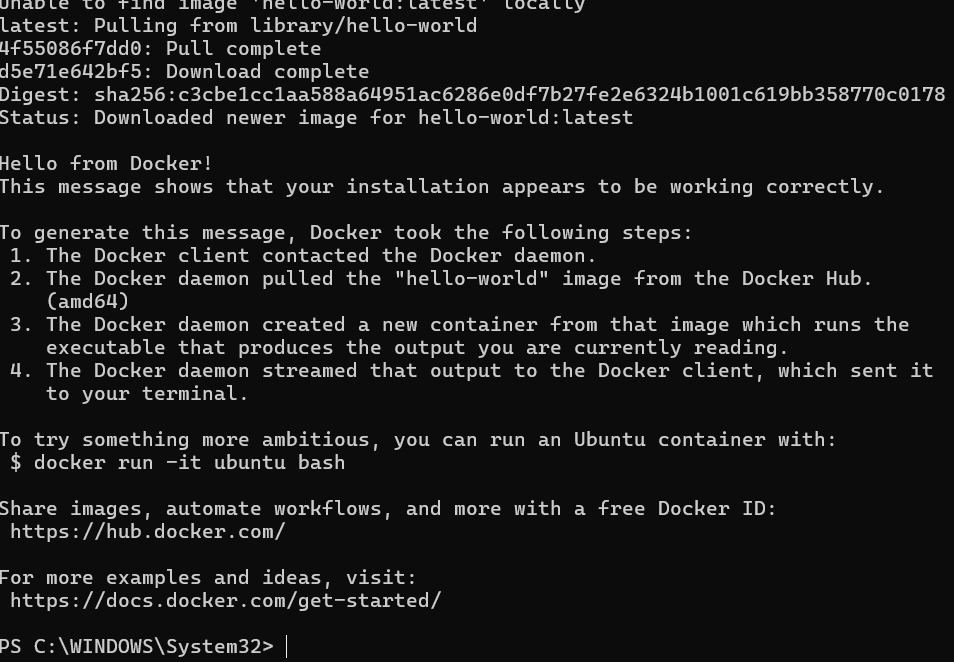 Unable to find image 'hello-world:latest' locally
latest: Pulling from library/hello-world
4f55086f7dd0: Pull complete
d5e71e642bf5: Download complete
Digest: sha256:c3cbe1cc1aa588a64951ac6286e0df7b27fe2e6324b1001c619bb358770c0178
Status: Downloaded newer image for hello-world:latest

Hello from Docker!
This message shows that your installation appears to be working correctly.

To generate this message, Docker took the following steps:
 1. The Docker client contacted the Docker daemon.
 2. The Docker daemon pulled the "hello-world" image from the Docker Hub.
    (amd64)
 3. The Docker daemon created a new container from that image which runs the
    executable that produces the output you are currently reading.
 4. The Docker daemon streamed that output to the Docker client, which sent it
    to your terminal.

To try something more ambitious, you can run an Ubuntu container with:
 $ docker run -it ubuntu bash

Share images, automate workflows, and more with a free Docker ID:
 https://hub.docker.com/

For more examples and ideas, visit:
 https://docs.docker.com/get-started/

PS C:\WINDOWS\System32>